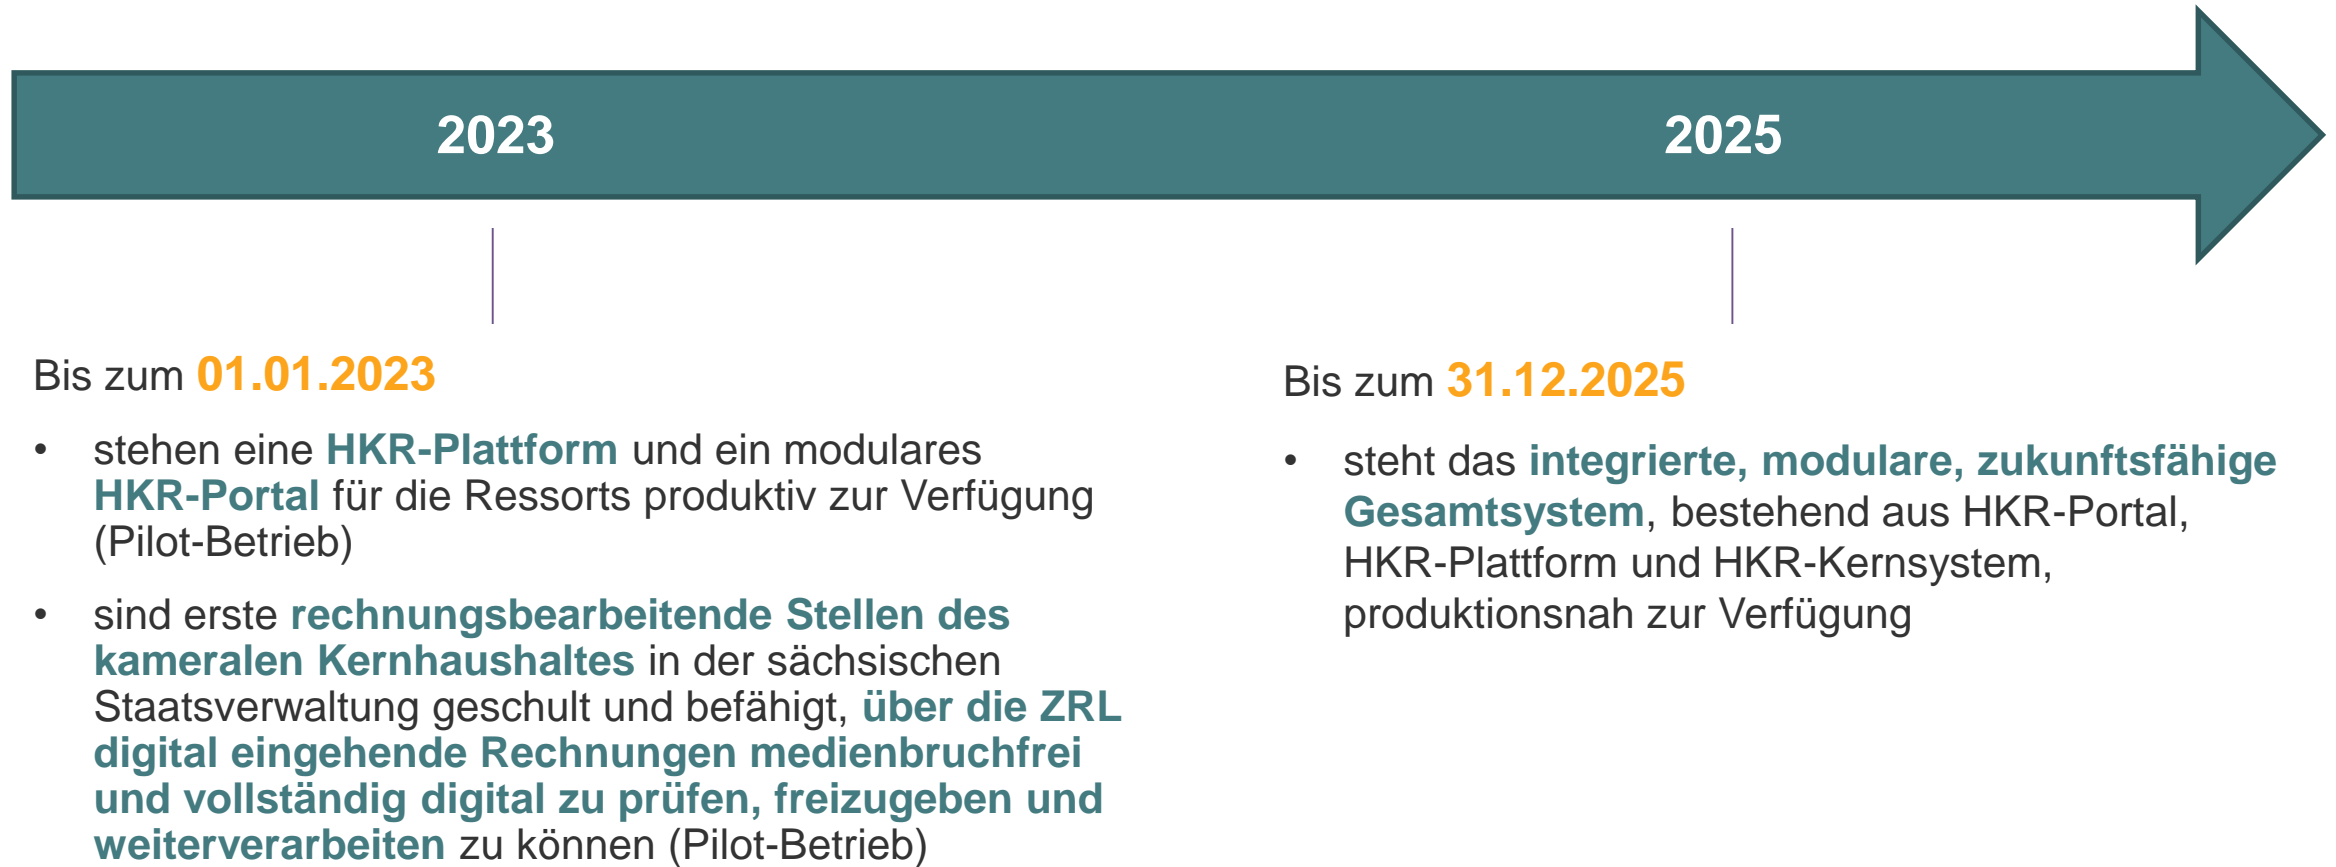 2023
2025
Bis zum 01.01.2023
• stehen eine HKR-Plattform und ein modulares
HKR-Portal für die Ressorts produktiv zur Verfügung
(Pilot-Betrieb)
• sind erste rechnungsbearbeitende Stellen des
kameralen Kernhaushaltes in der sächsischen
Staatsverwaltung geschult und befähigt, über die ZRL
digital eingehende Rechnungen medienbruchfrei
und vollständig digital zu prüfen, freizugeben und
weiterverarbeiten zu können (Pilot-Betrieb)
Bis zum 31.12.2025
• steht das integrierte, modulare, zukunftsfähige
Gesamtsystem, bestehend aus HKR-Portal,
HKR-Plattform und HKR-Kernsystem,
produktionsnah zur Verfügung